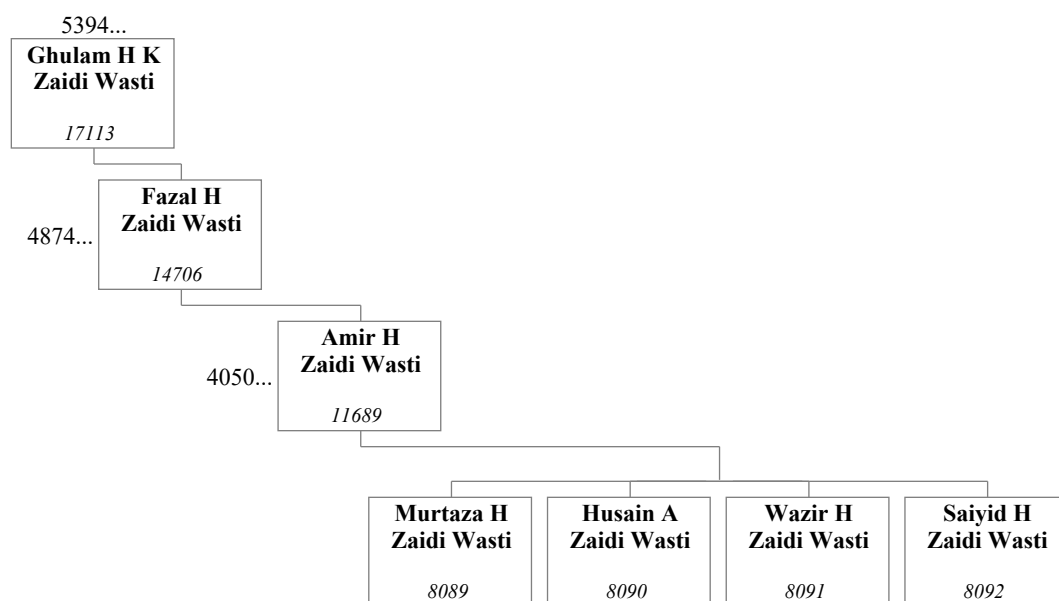 5394...
Ghulam H K
Zaidi Wasti
17113
Fazal H
Zaidi Wasti
4874...
14706
Amir H
Zaidi Wasti
4050...
11689
Murtaza H
Zaidi Wasti
8089
Husain A
Zaidi Wasti
8090
Wazir H
Zaidi Wasti
8091
Saiyid H
Zaidi Wasti
8092